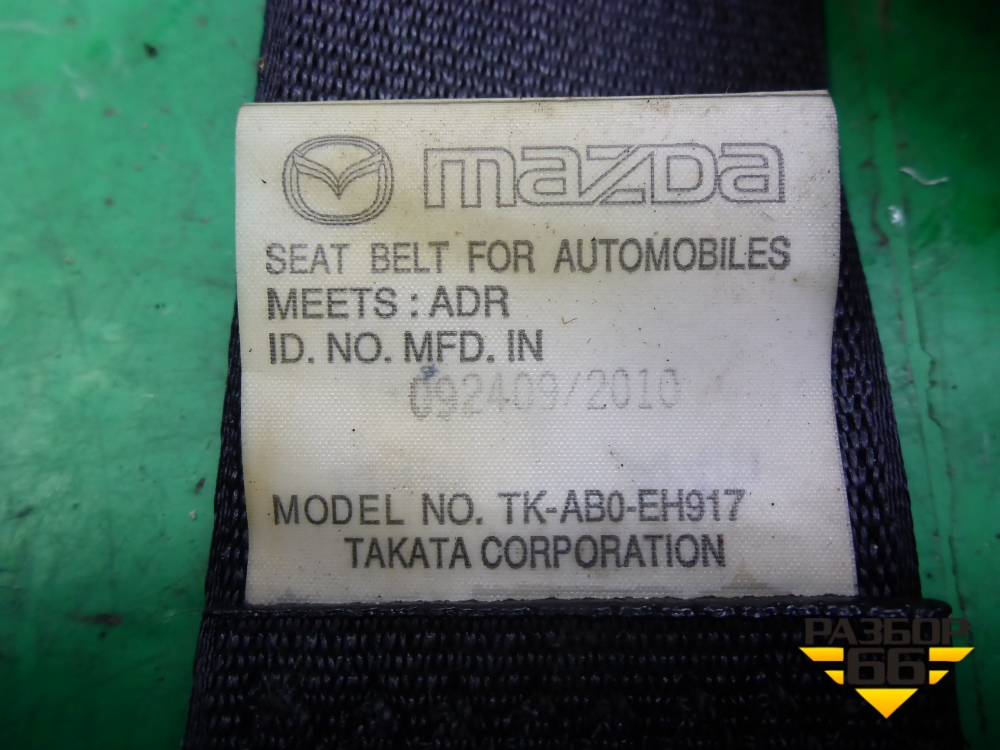 mazda
SEAT BELT FOR AUTOMOBILES
MEETS : ADR
ID. NO. MFD. IN
092409/2010
MODEL NO. TK-AB0-EH917
TAKATA CORPORATION
РАЗБОР
66